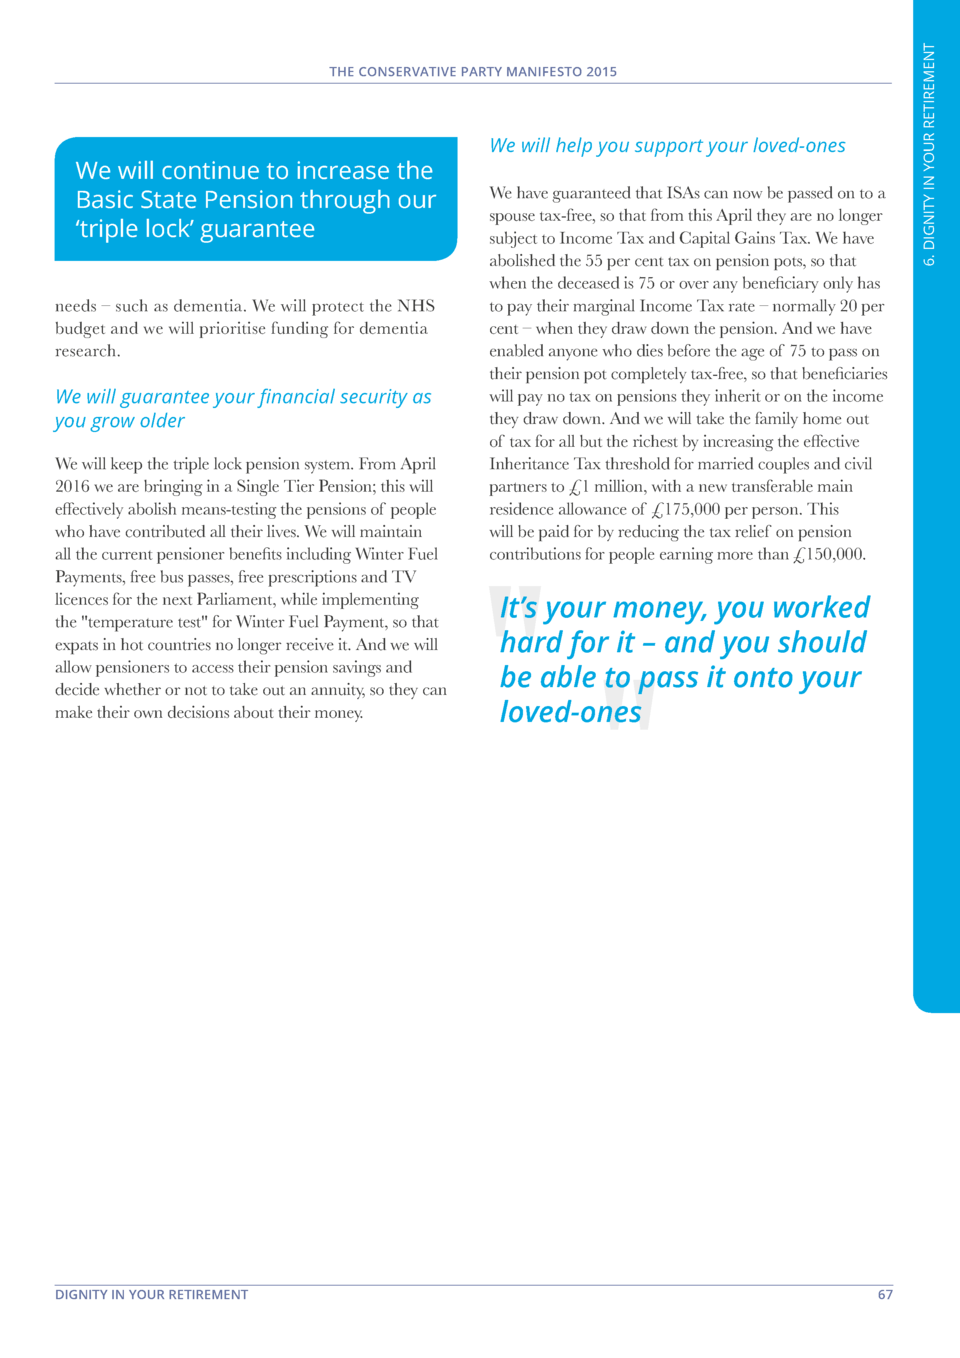 THE CONSERVATIVE PARTY MANIFESTO 2015
6. DIGNITY IN YOUR RETIREMENT
We will continue to increase the
Basic State Pension through our
‘triple lock’ guarantee
needs – such as dementia. We will protect the NHS
budget and we will prioritise funding for dementia
research.
We will guarantee your financial security as
you grow older
We will keep the triple lock pension system. From April
2016 we are bringing in a Single Tier Pension; this will
effectively abolish means-testing the pensions of people
who have contributed all their lives. We will maintain
all the current pensioner benefits including Winter Fuel
Payments, free bus passes, free prescriptions and TV
licences for the next Parliament, while implementing
the "temperature test" for Winter Fuel Payment, so that
expats in hot countries no longer receive it. And we will
allow pensioners to access their pension savings and
decide whether or not to take out an annuity, so they can
make their own decisions about their money.
We will help you support your loved-ones
We have guaranteed that ISAs can now be passed on to a
spouse tax-free, so that from this April they are no longer
subject to Income Tax and Capital Gains Tax. We have
abolished the 55 per cent tax on pension pots, so that
when the deceased is 75 or over any beneficiary only has
to pay their marginal Income Tax rate – normally 20 per
cent – when they draw down the pension. And we have
enabled anyone who dies before the age of 75 to pass on
their pension pot completely tax-free, so that beneficiaries
will pay no tax on pensions they inherit or on the income
they draw down. And we will take the family home out
of tax for all but the richest by increasing the effective
Inheritance Tax threshold for married couples and civil
partners to £1 million, with a new transferable main
residence allowance of £175,000 per person. This
will be paid for by reducing the tax relief on pension
contributions for people earning more than £150,000.
"It’s your money, you worked
hard for it – and you should
be able to pass it onto your
loved-ones"
DIGNITY IN YOUR RETIREMENT
67